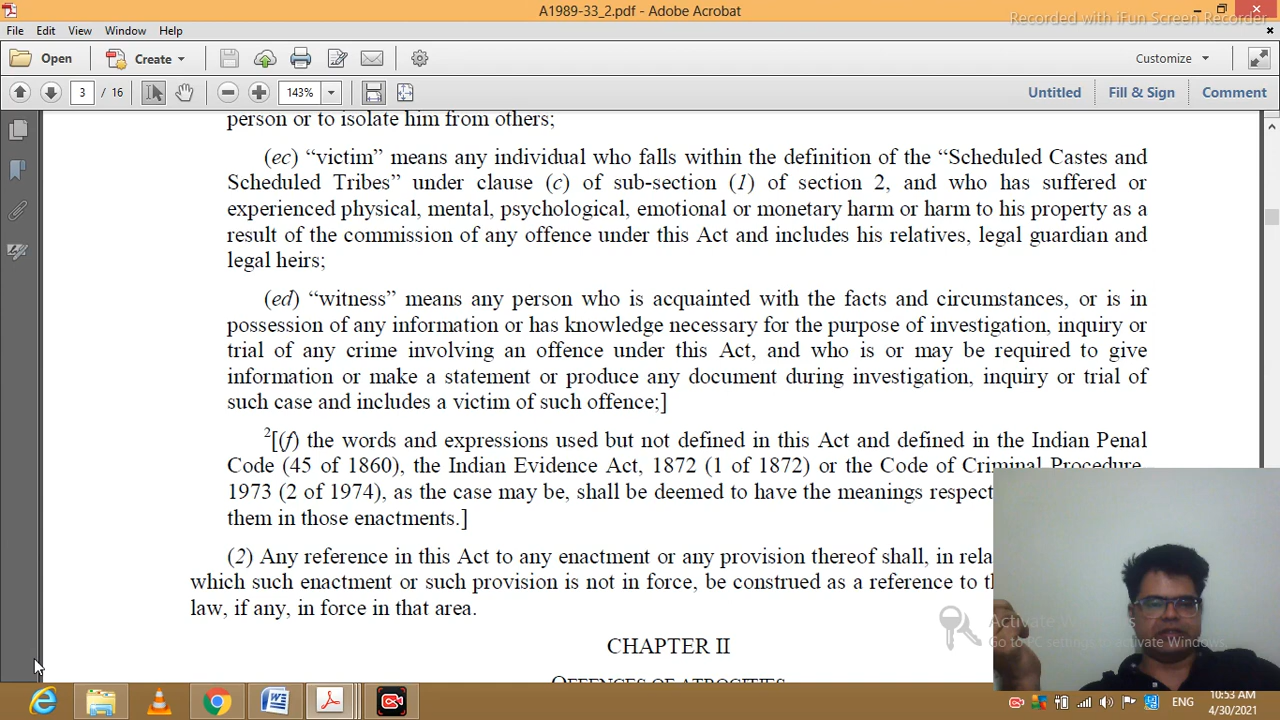 A1989-33_2.pdf - Adobe Acrobat
Recorded with iFun Screen Recorder
File Edit View Window Help
Open Create Customize
3 / 16 143% Untitled Fill & Sign Comment
person or to isolate him from others;
(ec) “victim” means any individual who falls within the definition of the “Scheduled Castes and
Scheduled Tribes” under clause (c) of sub-section (1) of section 2, and who has suffered or
experienced physical, mental, psychological, emotional or monetary harm or harm to his property as a
result of the commission of any offence under this Act and includes his relatives, legal guardian and
legal heirs;
(ed) “witness” means any person who is acquainted with the facts and circumstances, or is in
possession of any information or has knowledge necessary for the purpose of investigation, inquiry or
trial of any crime involving an offence under this Act, and who is or may be required to give
information or make a statement or produce any document during investigation, inquiry or trial of
such case and includes a victim of such offence;]
2[(f) the words and expressions used but not defined in this Act and defined in the Indian Penal
Code (45 of 1860), the Indian Evidence Act, 1872 (1 of 1872) or the Code of Criminal Procedure,
1973 (2 of 1974), as the case may be, shall be deemed to have the meanings
them in those enactments.]
(2) Any reference in this Act to any enactment or any provision thereof shall, in
which such enactment or such provision is not in force, be construed as a reference to
law, if any, in force in that area.
Activate Windows
Go to PC settings to activate Windows.
CHAPTER II
OFFENCES OF ATROCITIES
ENG
10:53 AM
4/30/2021